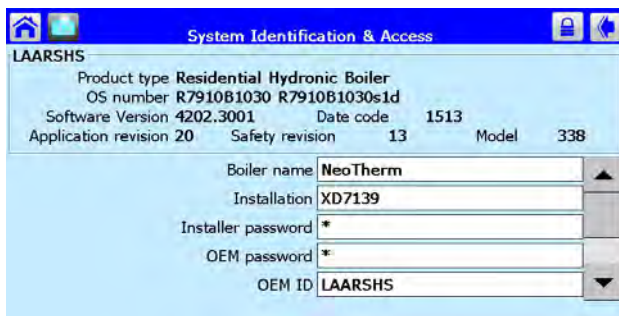 System Identification & Access
LAARSHS
Product type Residential Hydronic Boiler
OS number R7910B1030 R7910B1030s1d
Software Version 4202.3001 Date code 1513
Application revision 20 Safety revision 13 Model 338
Boiler name NeoTherm
Installation XD7139
Installer password *
OEM password *
OEM ID LAARSHS